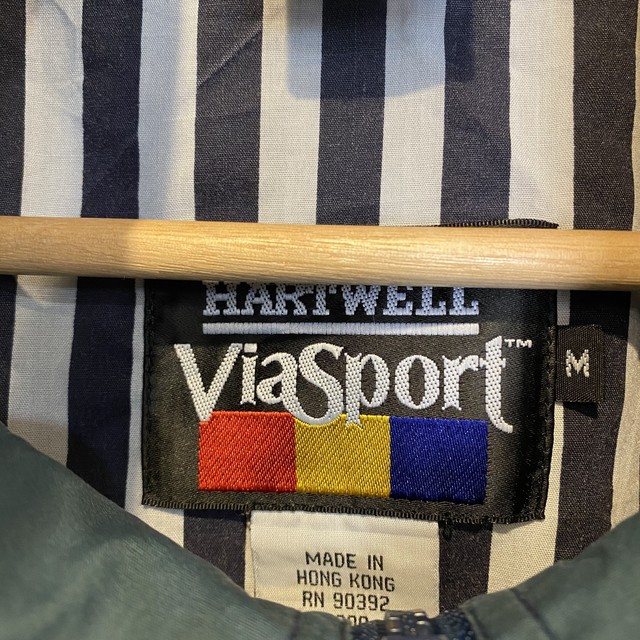 HARTWELL
ViaSport™
M
MADE IN
HONG KONG
RN 90392